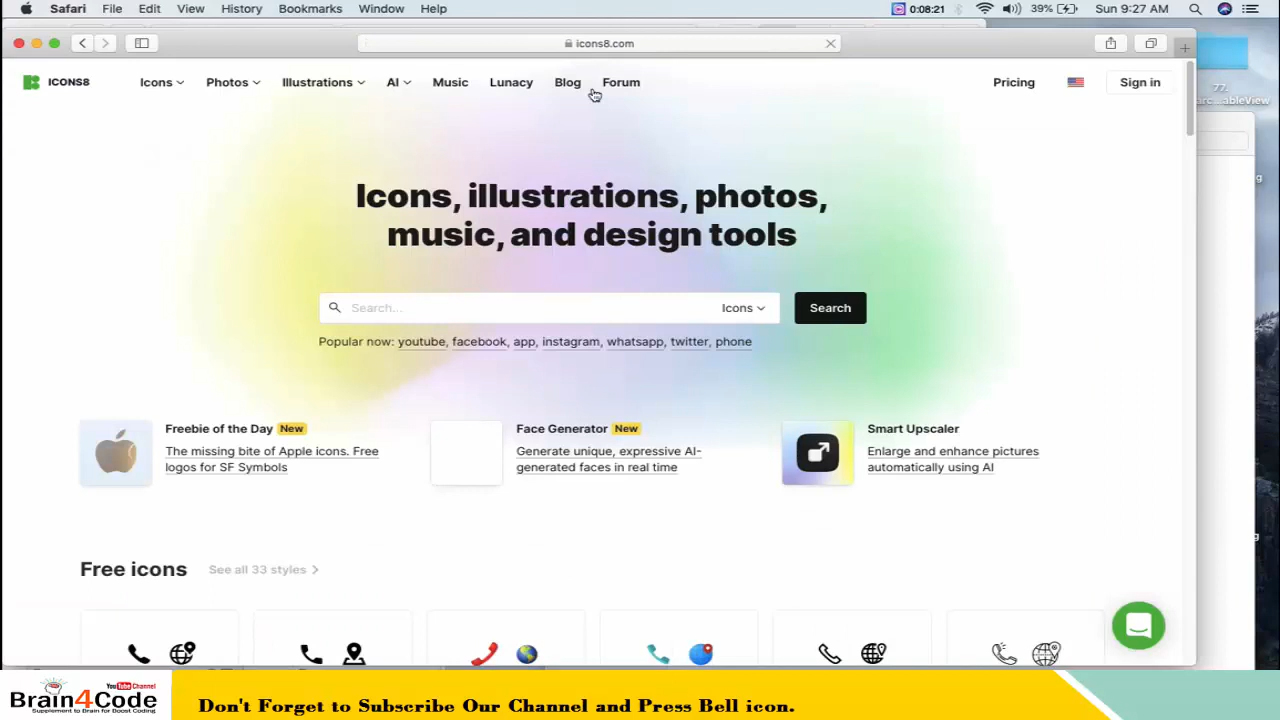 Safari File Edit View History Bookmarks Window Help 0:08:21 39% Sun 9:27 AM
icons8.com
ICONS8 Icons Photos Illustrations AI Music Lunacy Blog Forum Pricing Sign in
77.
arc...ableView
Icons, illustrations, photos,
music, and design tools
Search... Icons Search
Popular now: youtube, facebook, app, instagram, whatsapp, twitter, phone
Freebie of the Day New
The missing bite of Apple icons. Free
logos for SF Symbols
Face Generator New
Generate unique, expressive AI-
generated faces in real time
Smart Upscaler
Enlarge and enhance pictures
automatically using AI
Free icons See all 33 styles
YouTube Channel
Brain4Code
Supplement to Brain for Boost Coding
Don't Forget to Subscribe Our Channel and Press Bell icon.